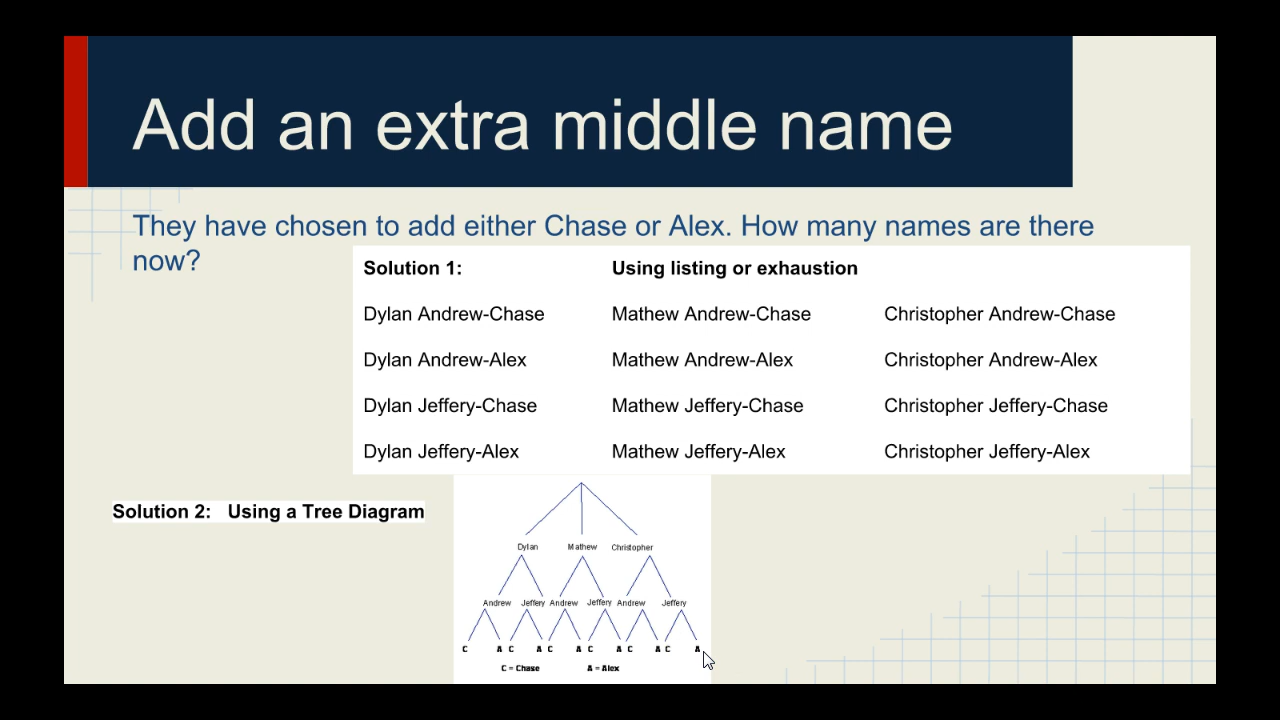 Add an extra middle name
They have chosen to add either Chase or Alex. How many names are there
now?
Solution 1: Using listing or exhaustion
Dylan Andrew-Chase Mathew Andrew-Chase Christopher Andrew-Chase
Dylan Andrew-Alex Mathew Andrew-Alex Christopher Andrew-Alex
Dylan Jeffery-Chase Mathew Jeffery-Chase Christopher Jeffery-Chase
Dylan Jeffery-Alex Mathew Jeffery-Alex Christopher Jeffery-Alex
Solution 2: Using a Tree Diagram
Dylan Mathew Christopher
Andrew Jeffery Andrew Jeffery Andrew Jeffery
C A C A C A C A C A C A
C = Chase A = Alex